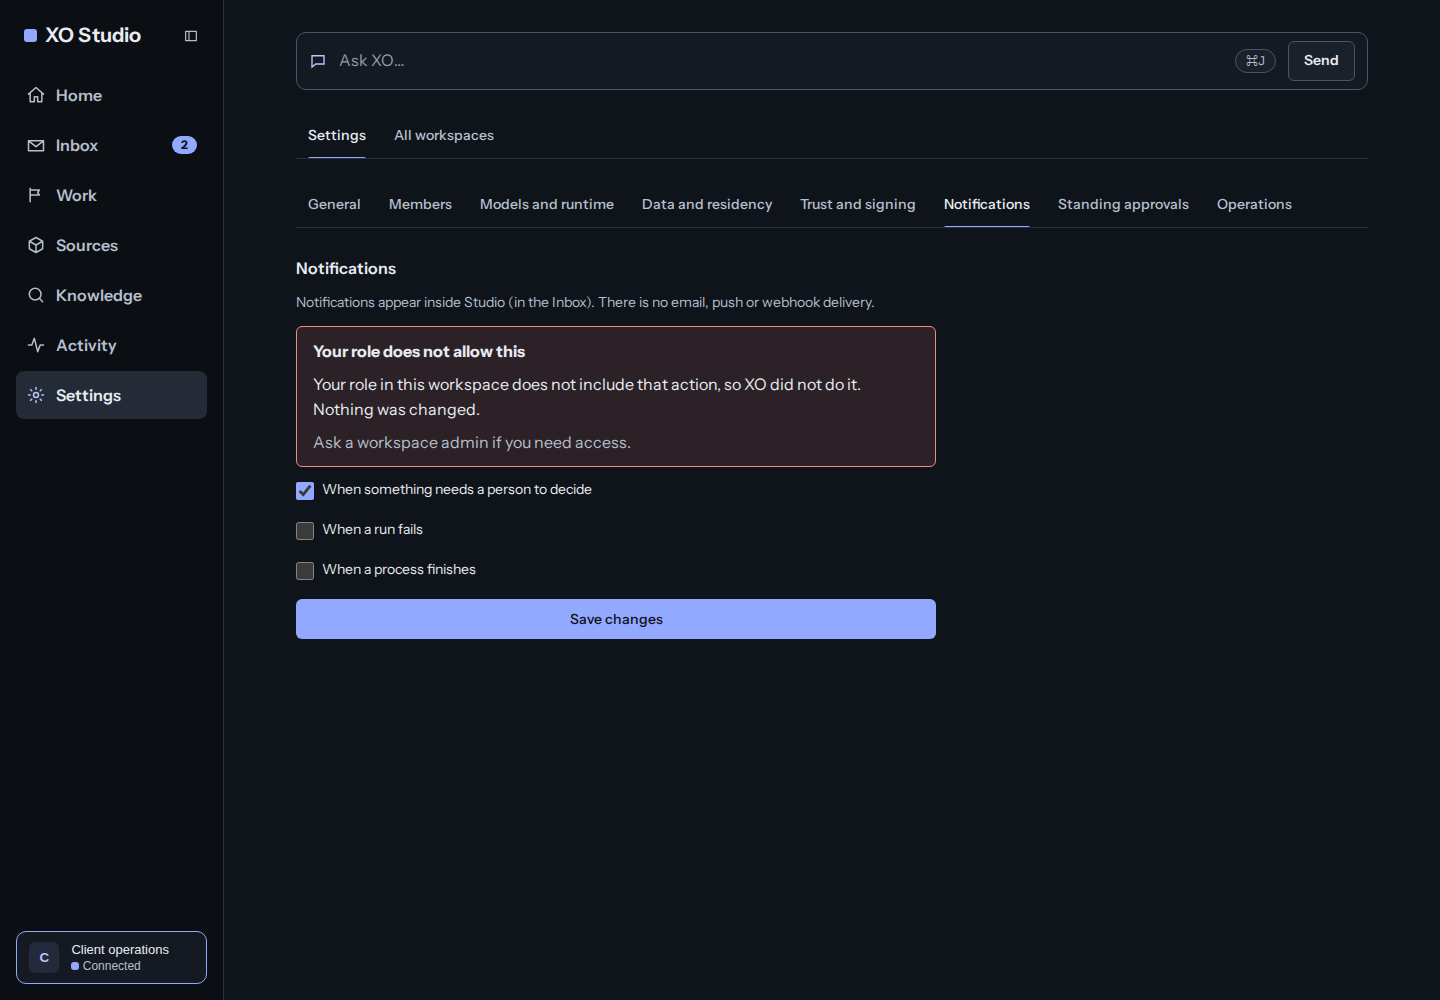 XO Studio
Home
Inbox
2
Work
Sources
Knowledge
Activity
Settings
Client operations
C
Connected
Ask XO...
⌘J
Send
Settings
All workspaces
General
Members
Models and runtime
Data and residency
Trust and signing
Notifications
Standing approvals
Operations
Notifications
Notifications appear inside Studio (in the Inbox). There is no email, push or webhook delivery.
Your role does not allow this
Your role in this workspace does not include that action, so XO did not do it.
Nothing was changed.
Ask a workspace admin if you need access.
When something needs a person to decide
When a run fails
When a process finishes
Save changes